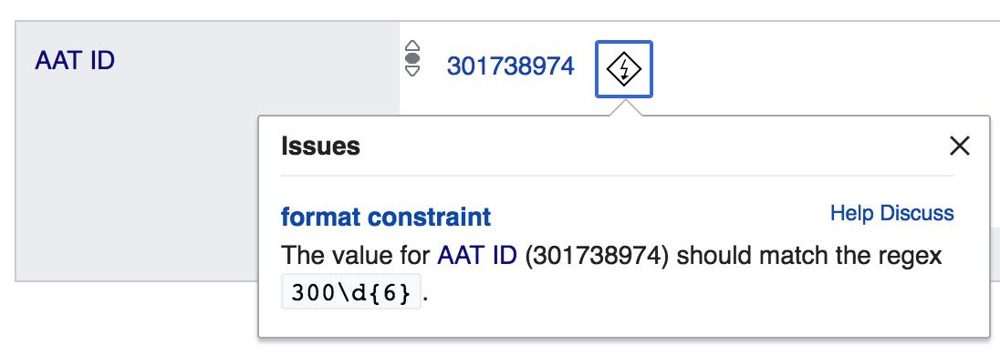 AAT ID
301738974
Issues
format constraint
Help Discuss
The value for AAT ID (301738974) should match the regex
300\d{6} .